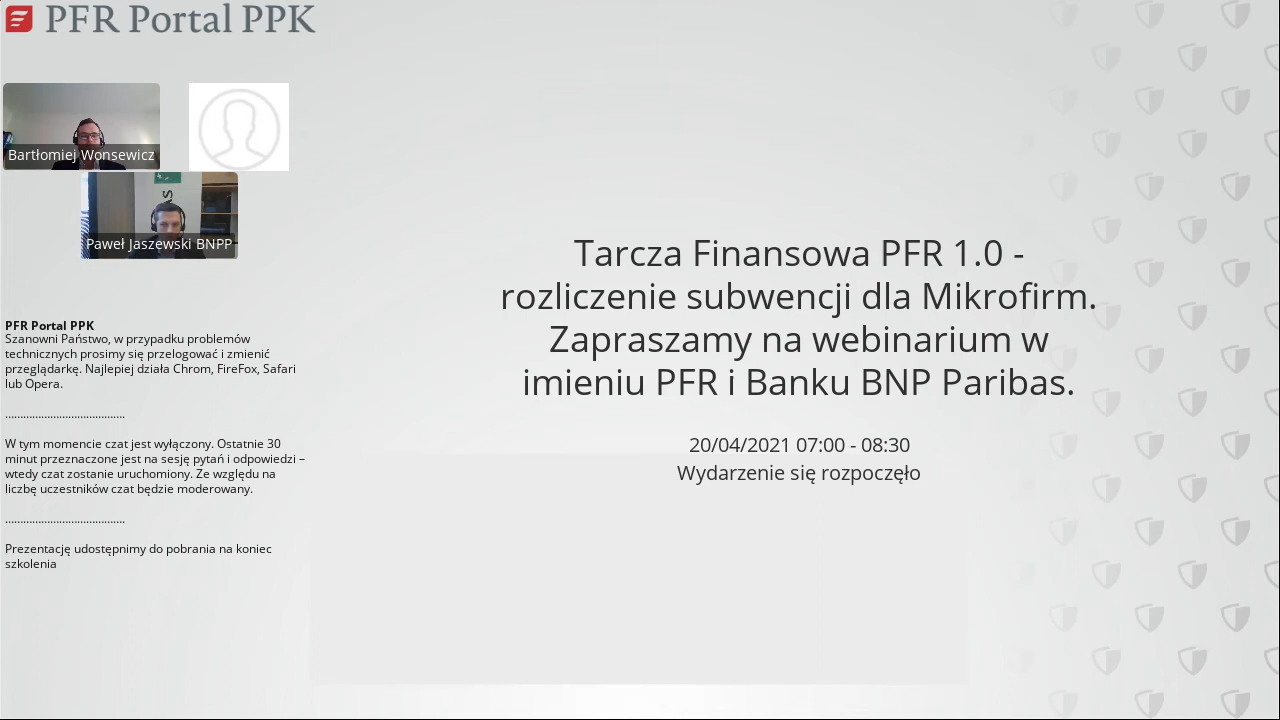 PFR Portal PPK
Bartłomiej Wonsewicz
Paweł Jaszewski BNPP
PFR Portal PPK
Szanowni Państwo, w przypadku problemów
technicznych prosimy się przelogować i zmienić
przeglądarkę. Najlepiej działa Chrom, FireFox, Safari
lub Opera.
........................................
W tym momencie czat jest wyłączony. Ostatnie 30
minut przeznaczone jest na sesję pytań i odpowiedzi –
wtedy czat zostanie uruchomiony. Ze względu na
liczbę uczestników czat będzie moderowany.
........................................
Prezentację udostępnimy do pobrania na koniec
szkolenia
Tarcza Finansowa PFR 1.0 -
rozliczenie subwencji dla Mikrofirm.
Zapraszamy na webinarium w
imieniu PFR i Banku BNP Paribas.
20/04/2021 07:00 - 08:30
Wydarzenie się rozpoczęło